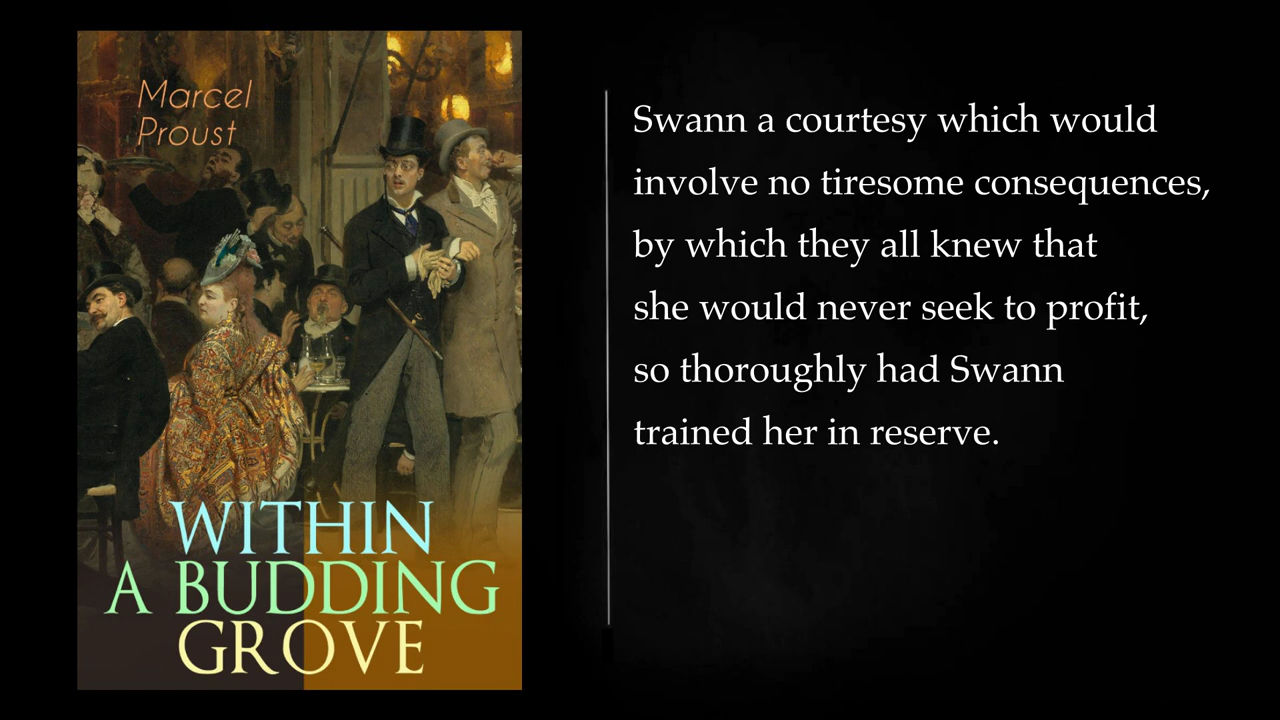 Marcel
Proust
WITHIN
A BUDDING
GROVE
Swann a courtesy which would
involve no tiresome consequences,
by which they all knew that
she would never seek to profit,
so thoroughly had Swann
trained her in reserve.